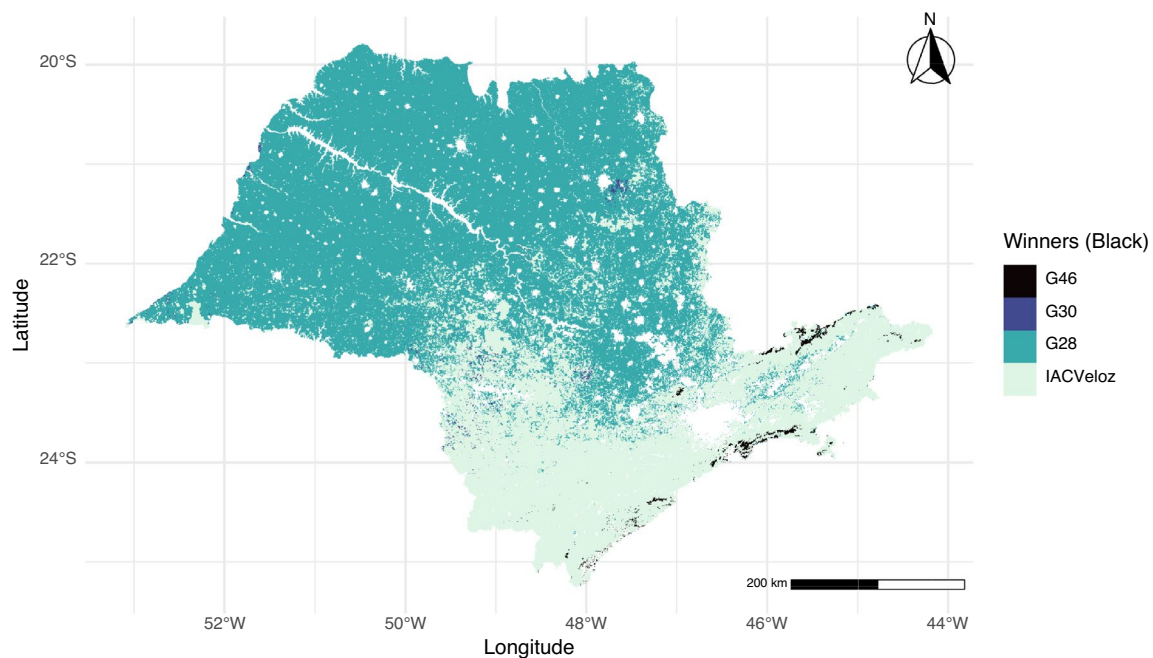 N
20°S
22°S
24°S
Latitude
52°W
50°W
48°W
46°W
44°W
Longitude
200 km
Winners (Black)
G46
G30
G28
IACVeloz